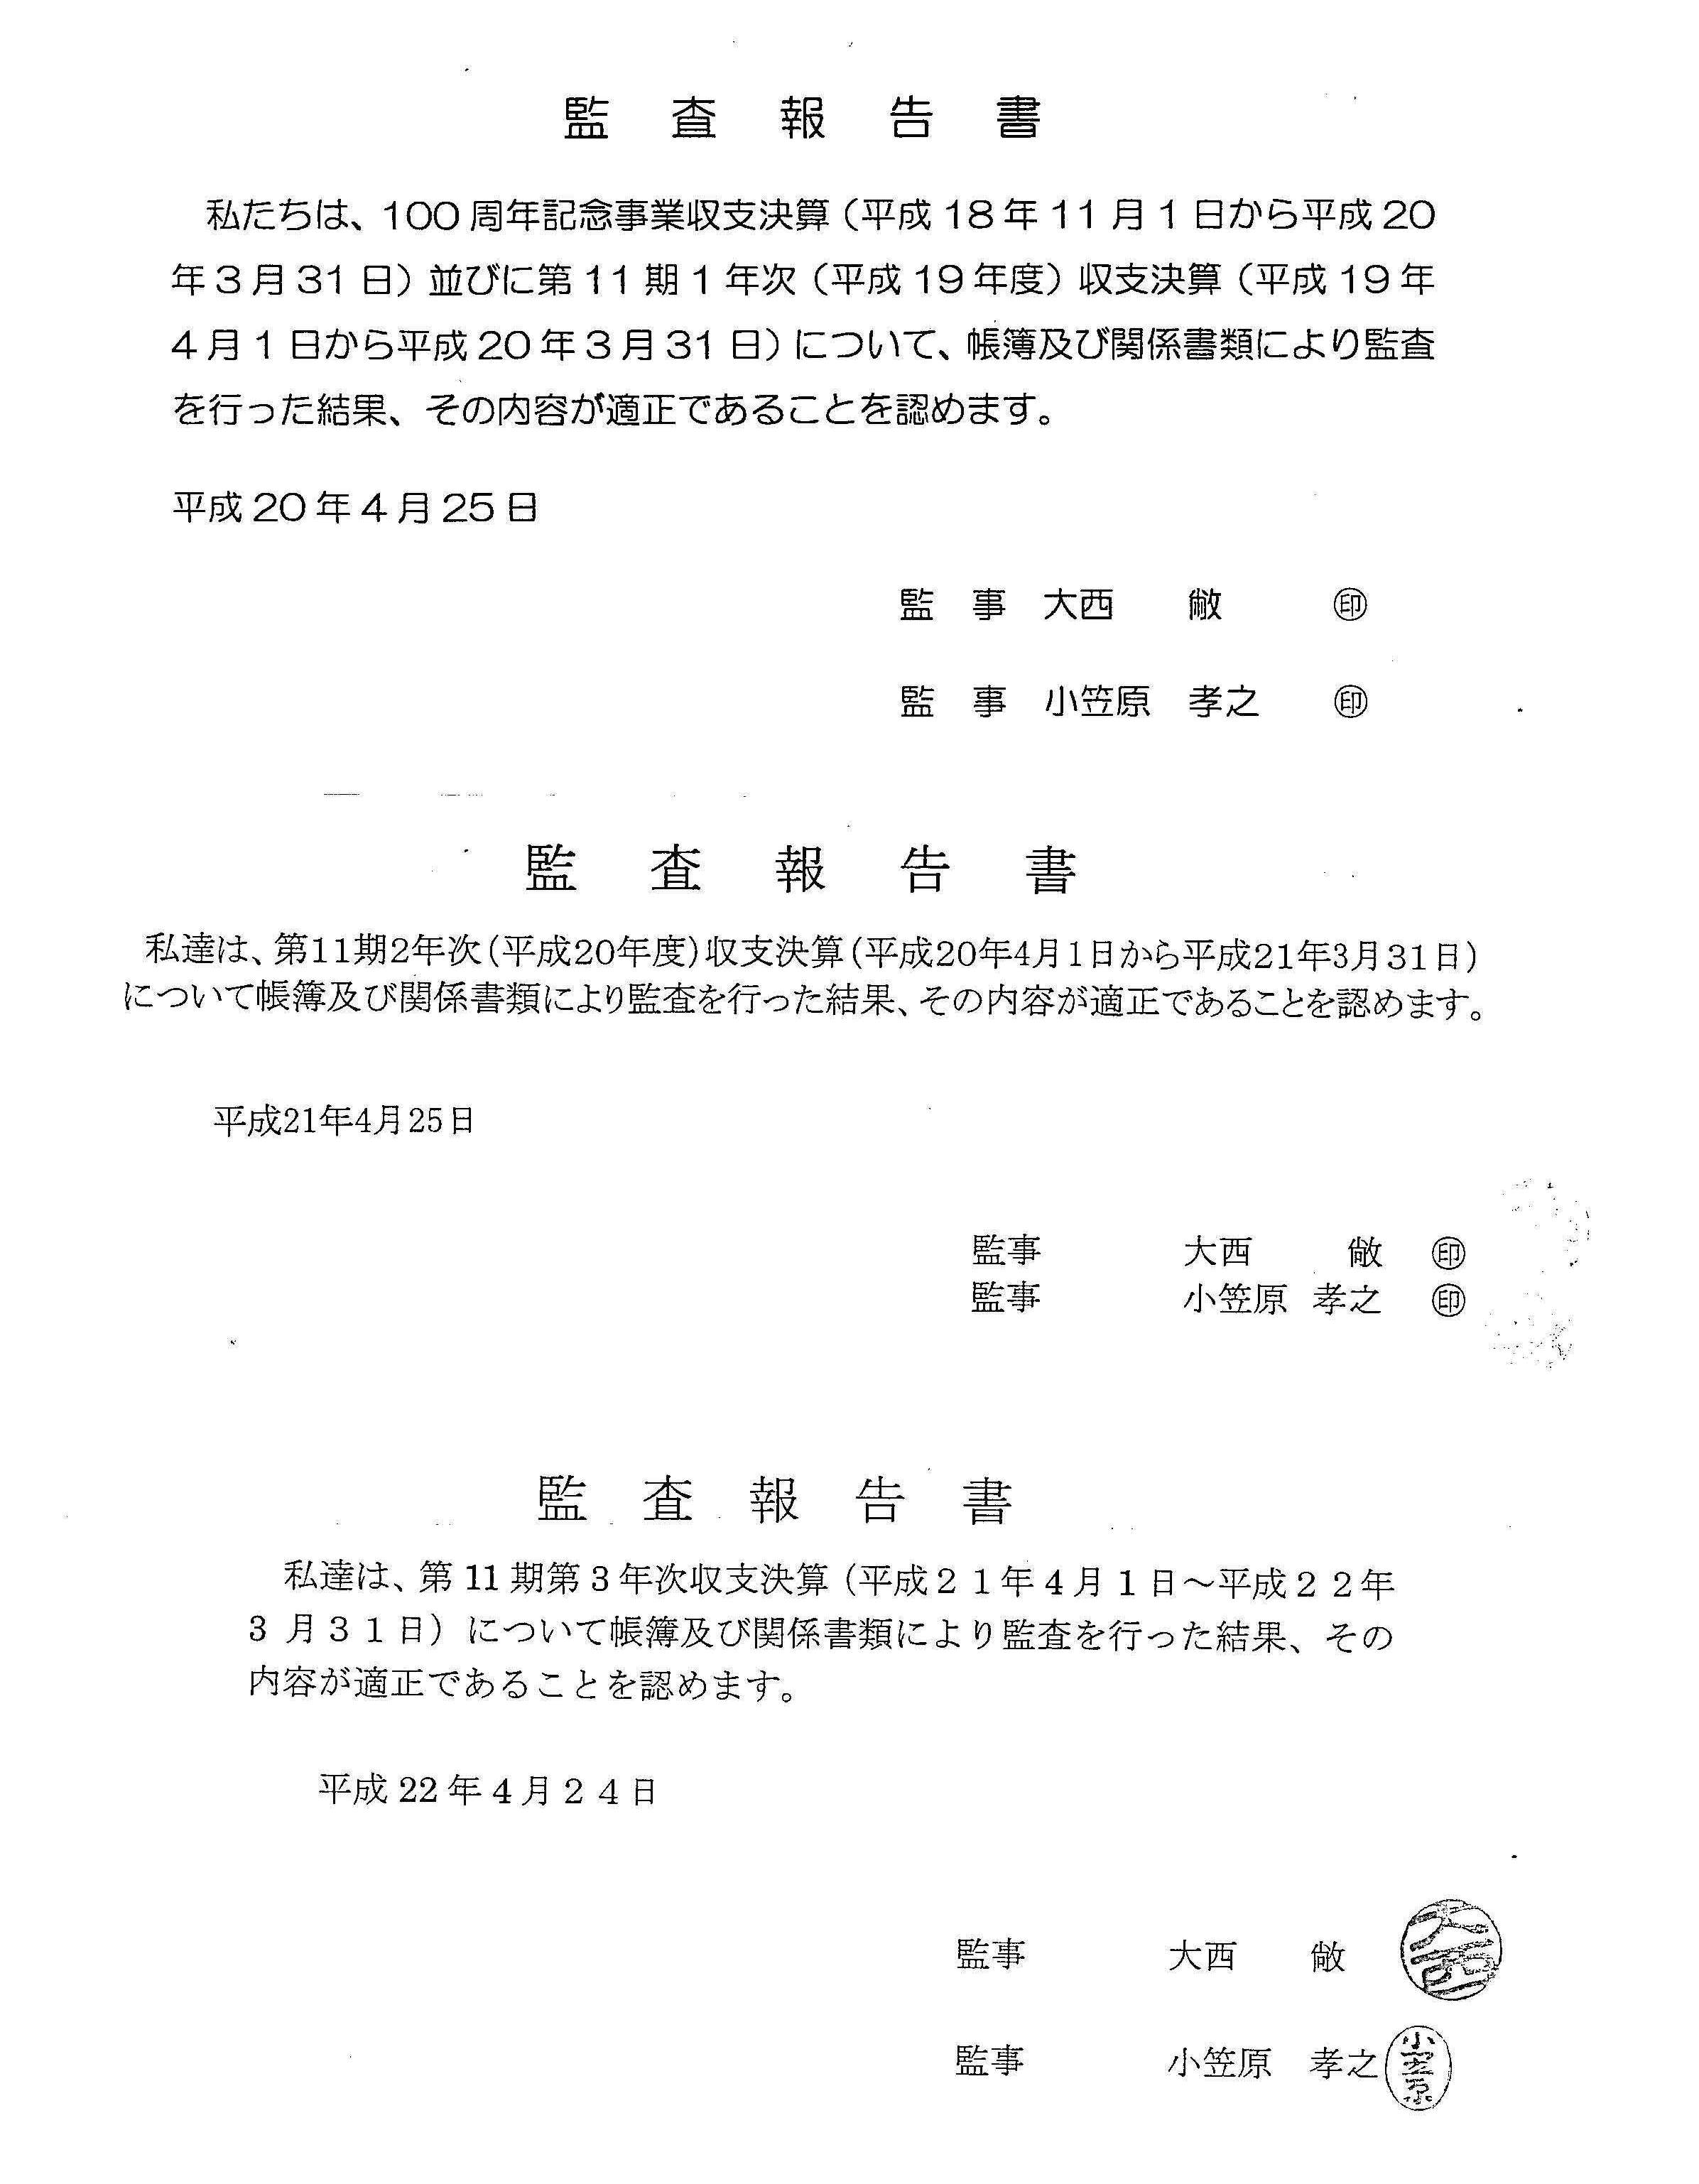 監査報告書
私たちは、100周年記念事業収支決算（平成18年11月1日から平成20
年3月31日）並びに第11期1年次（平成19年度）収支決算（平成19年
4月1日から平成20年3月31日）について、帳簿及び関係書類により監査
を行った結果、その内容が適正であることを認めます。
平成20年4月25日
監 事 大西 敞 ㊞
監 事 小笠原 孝之 ㊞
監査報告書
私達は、第11期2年次(平成20年度)収支決算(平成20年4月1日から平成21年3月31日)
について帳簿及び関係書類により監査を行った結果、その内容が適正であることを認めます。
平成21年4月25日
監事 大西 敞 ㊞
監事 小笠原 孝之 ㊞
監査報告書
私達は、第11期第3年次収支決算（平成２１年4月1日～平成２２年
3月３１日）について帳簿及び関係書類により監査を行った結果、その
内容が適正であることを認めます。
平成22年4月２４日
監事 大西 敞 大西
監事 小笠原 孝之 小笠原